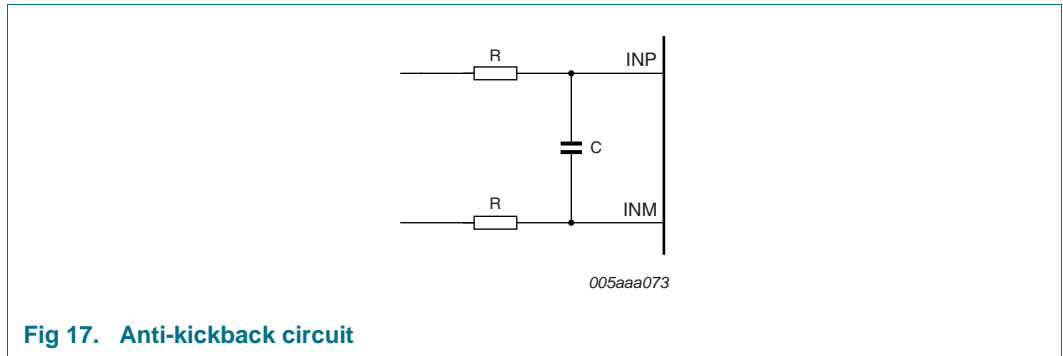 R
INP
C
R
INM
005aaa073
Fig 17. Anti-kickback circuit